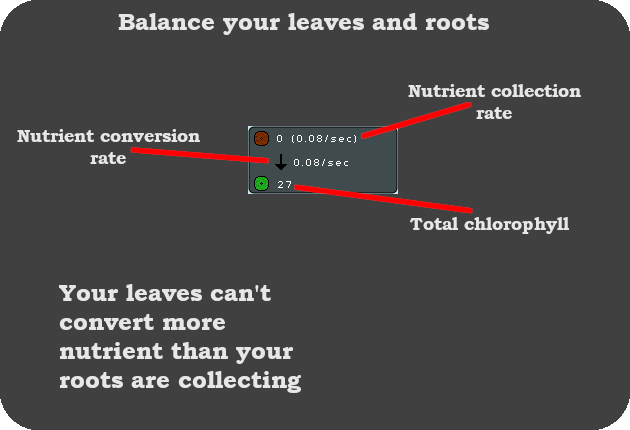 Balance your leaves and roots
Nutrient collection
rate
Nutrient conversion
rate
0 (0.08/sec)
0.08/sec
27
Total chlorophyll
Your leaves can't
convert more
nutrient than your
roots are collecting